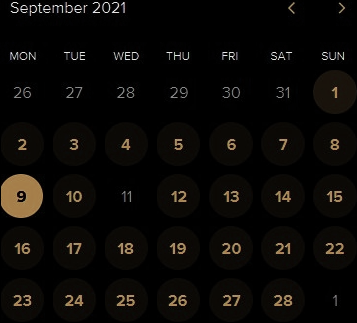 September 2021 < >
MON TUE WED THU FRI SAT SUN
26 27 28 29 30 31 1
2 3 4 5 6 7 8
9 10 11 12 13 14 15
16 17 18 19 20 21 22
23 24 25 26 27 28 1